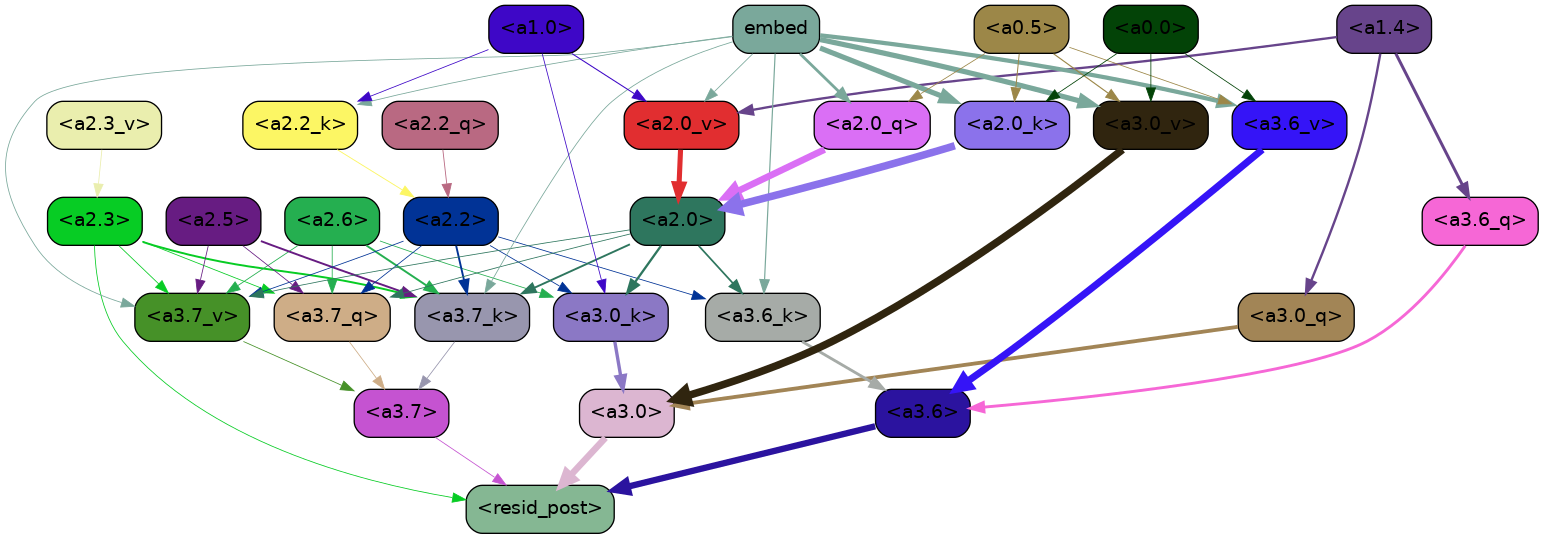 <a1.0>
embed
<a0.5>
<a0.0>
<a1.4>
<a2.3_v>
<a2.2_k>
<a2.2_q>
<a2.0_v>
<a2.0_q>
<a2.0_k>
<a3.0_v>
<a3.6_v>
<a2.3>
<a2.5>
<a2.6>
<a2.2>
<a2.0>
<a3.6_q>
<a3.7_v>
<a3.7_q>
<a3.7_k>
<a3.0_k>
<a3.6_k>
<a3.0_q>
<a3.7>
<a3.0>
<a3.6>
<resid_post>